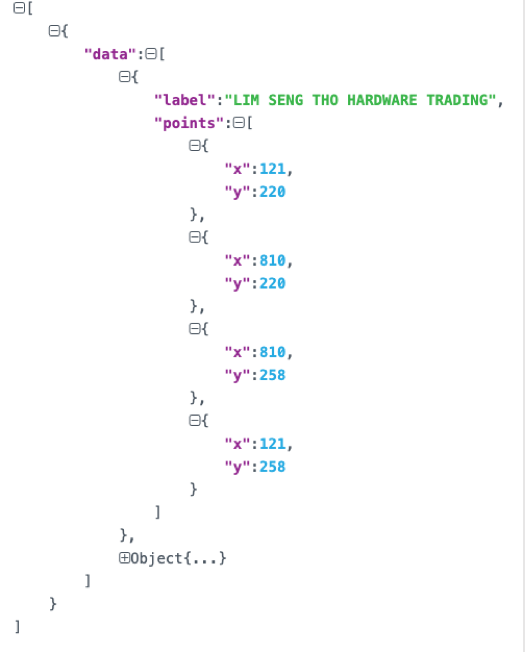 [
{
"data":[
{
"label":"LIM SENG THO HARDWARE TRADING",
"points":[
{
"x":121,
"y":220
},
{
"x":810,
"y":220
},
{
"x":810,
"y":258
},
{
"x":121,
"y":258
}
]
},
Object{...}
]
}
]